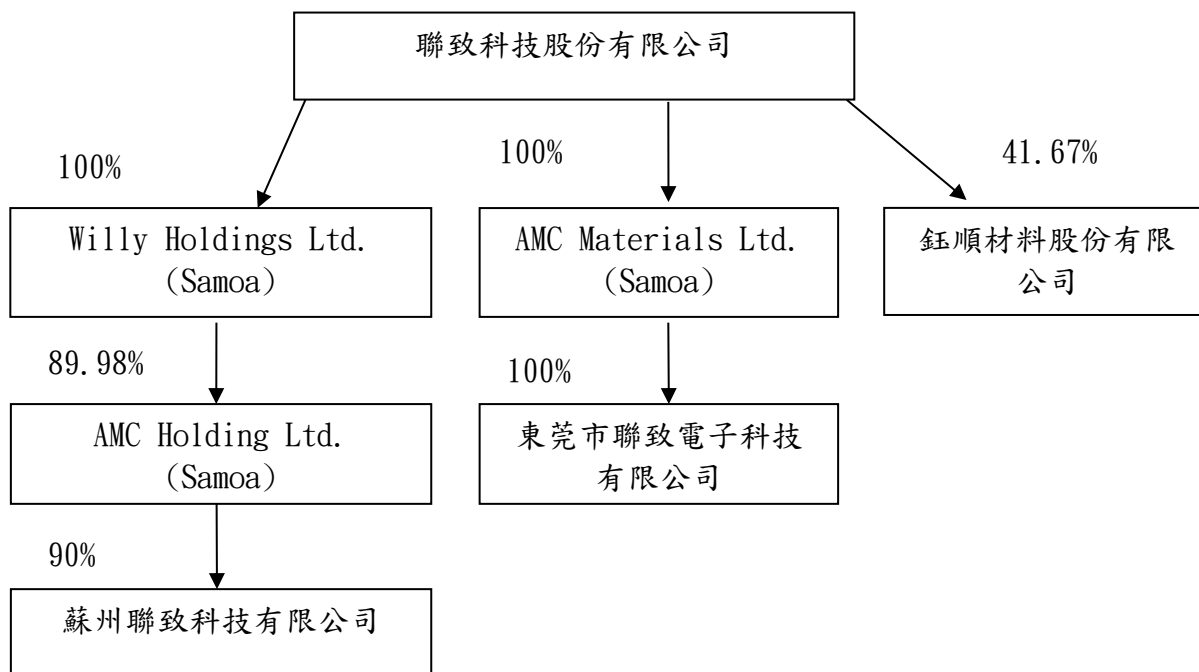 聯致科技股份有限公司
100%
100%
41.67%
Willy Holdings Ltd.
(Samoa)
AMC Materials Ltd.
(Samoa)
鈺順材料股份有限
公司
89.98%
100%
AMC Holding Ltd.
(Samoa)
東莞市聯致電子科技
有限公司
90%
蘇州聯致科技有限公司